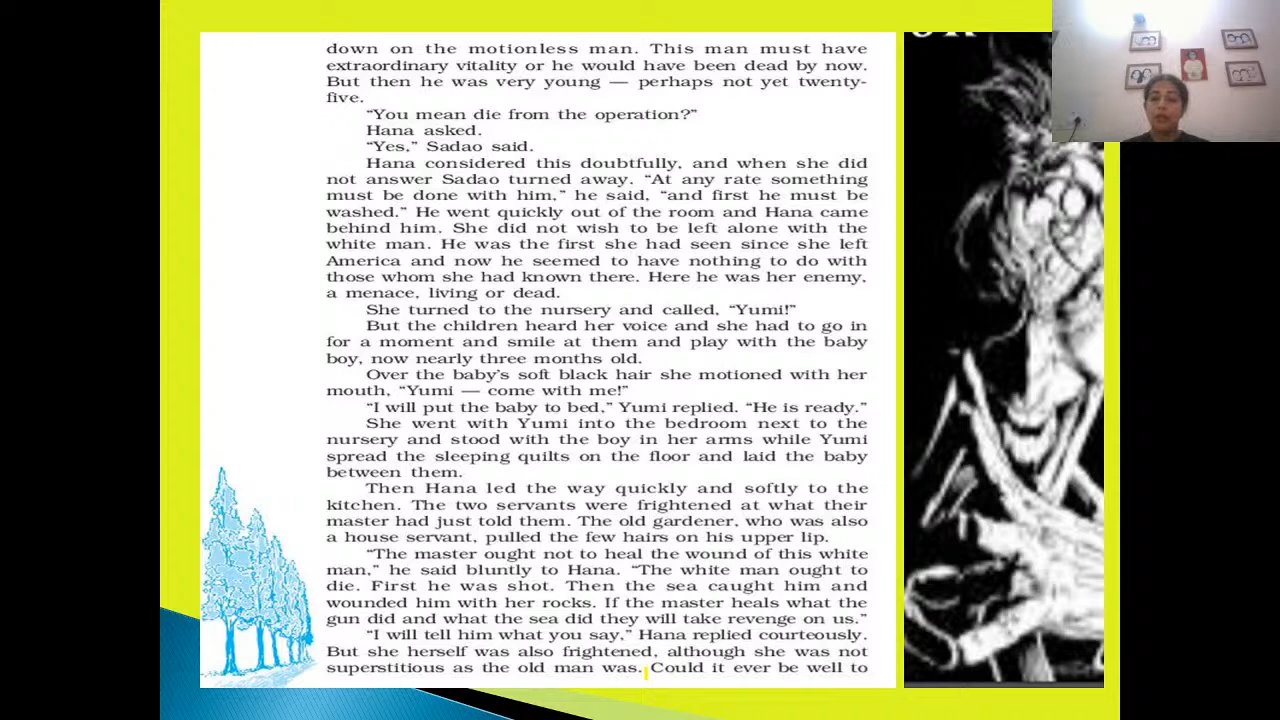 down on the motionless man. This man must have
extraordinary vitality or he would have been dead by now.
But then he was very young — perhaps not yet twenty-
five.
“You mean die from the operation?”
Hana asked.
“Yes,” Sadao said.
Hana considered this doubtfully, and when she did
not answer Sadao turned away. “At any rate something
must be done with him,” he said, “and first he must be
washed.” He went quickly out of the room and Hana came
behind him. She did not wish to be left alone with the
white man. He was the first she had seen since she left
America and now he seemed to have nothing to do with
those whom she had known there. Here he was her enemy,
a menace, living or dead.
She turned to the nursery and called, “Yumi!”
But the children heard her voice and she had to go in
for a moment and smile at them and play with the baby
boy, now nearly three months old.
Over the baby’s soft black hair she motioned with her
mouth, “Yumi — come with me!”
“I will put the baby to bed,” Yumi replied. “He is ready.”
She went with Yumi into the bedroom next to the
nursery and stood with the boy in her arms while Yumi
spread the sleeping quilts on the floor and laid the baby
between them.
Then Hana led the way quickly and softly to the
kitchen. The two servants were frightened at what their
master had just told them. The old gardener, who was also
a house servant, pulled the few hairs on his upper lip.
“The master ought not to heal the wound of this white
man,” he said bluntly to Hana. “The white man ought to
die. First he was shot. Then the sea caught him and
wounded him with her rocks. If the master heals what the
gun did and what the sea did they will take revenge on us.”
“I will tell him what you say,” Hana replied courteously.
But she herself was also frightened, although she was not
superstitious as the old man was. Could it ever be well to